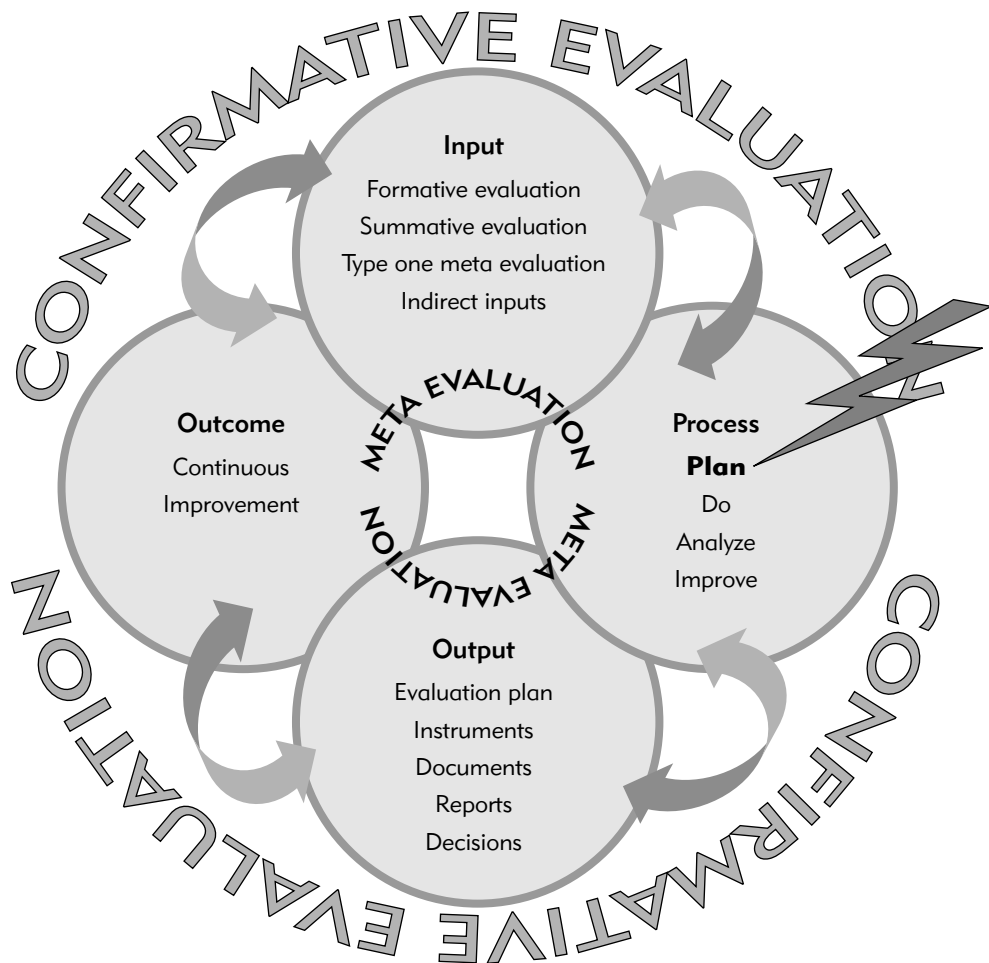 CONFIRMATIVE EVALUATION
Input
Formative evaluation
Summative evaluation
Type one meta evaluation
Indirect inputs
META EVALUATION
Outcome
Continuous
Improvement
Process
Plan
Do
Analyze
Improve
META EVALUATION
Output
Evaluation plan
Instruments
Documents
Reports
Decisions
CONFIRMATIVE EVALUATION